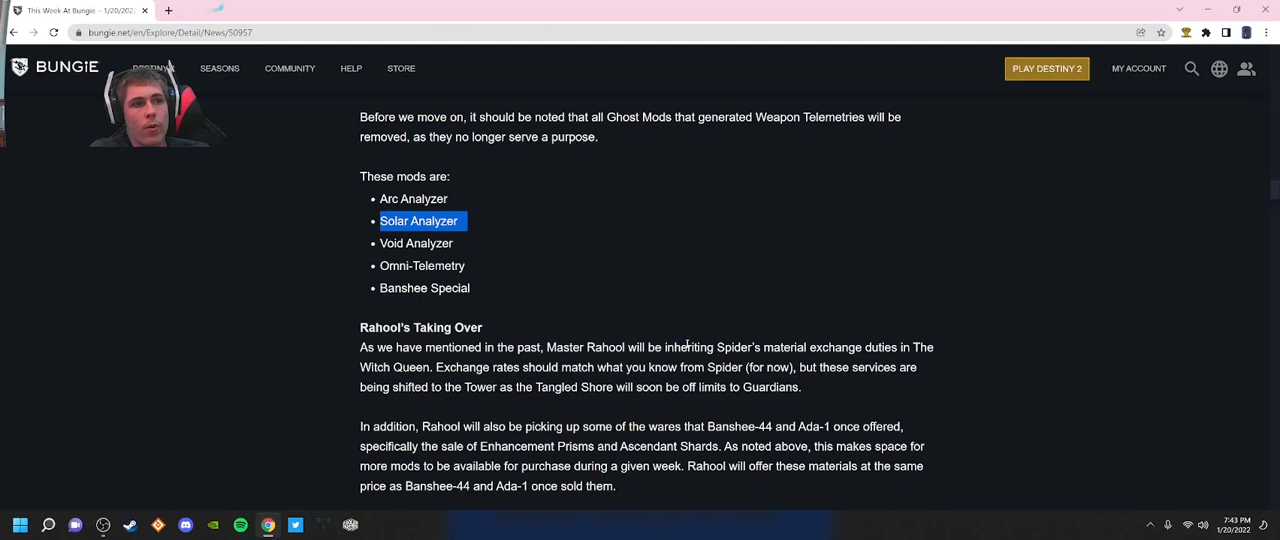 This Week At Bungie – 1/20/202
bungie.net/en/Explore/Detail/News/50957
BUNGiE
SEASONS
COMMUNITY
HELP
STORE
PLAY DESTINY 2
MY ACCOUNT
Before we move on, it should be noted that all Ghost Mods that generated Weapon Telemetries will be
removed, as they no longer serve a purpose.
These mods are:
• Arc Analyzer
• Solar Analyzer
• Void Analyzer
• Omni-Telemetry
• Banshee Special
Rahool's Taking Over
As we have mentioned in the past, Master Rahool will be inheriting Spider's material exchange duties in The
Witch Queen. Exchange rates should match what you know from Spider (for now), but these services are
being shifted to the Tower as the Tangled Shore will soon be off limits to Guardians.
In addition, Rahool will also be picking up some of the wares that Banshee-44 and Ada-1 once offered,
specifically the sale of Enhancement Prisms and Ascendant Shards. As noted above, this makes space for
more mods to be available for purchase during a given week. Rahool will offer these materials at the same
price as Banshee-44 and Ada-1 once sold them.
7:43 PM
1/20/2022